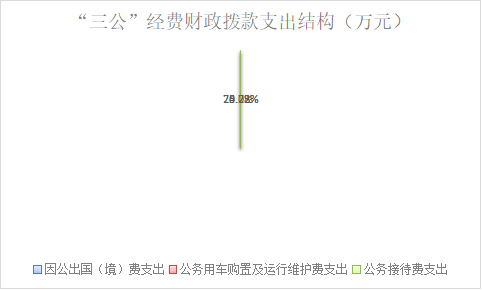 “三公”经费财政拨款支出结构（万元）
因公出国（境）费支出 公务用车购置及运行维护费支出 公务接待费支出